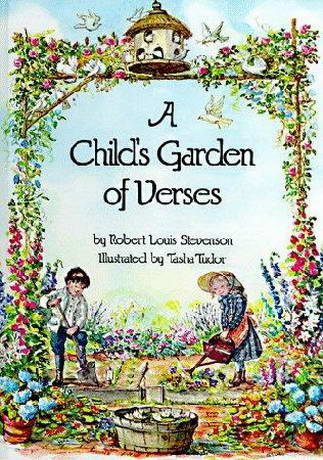 A
Child's Garden
of Verses
by Robert Louis Stevenson
Illustrated by Tasha Tudor